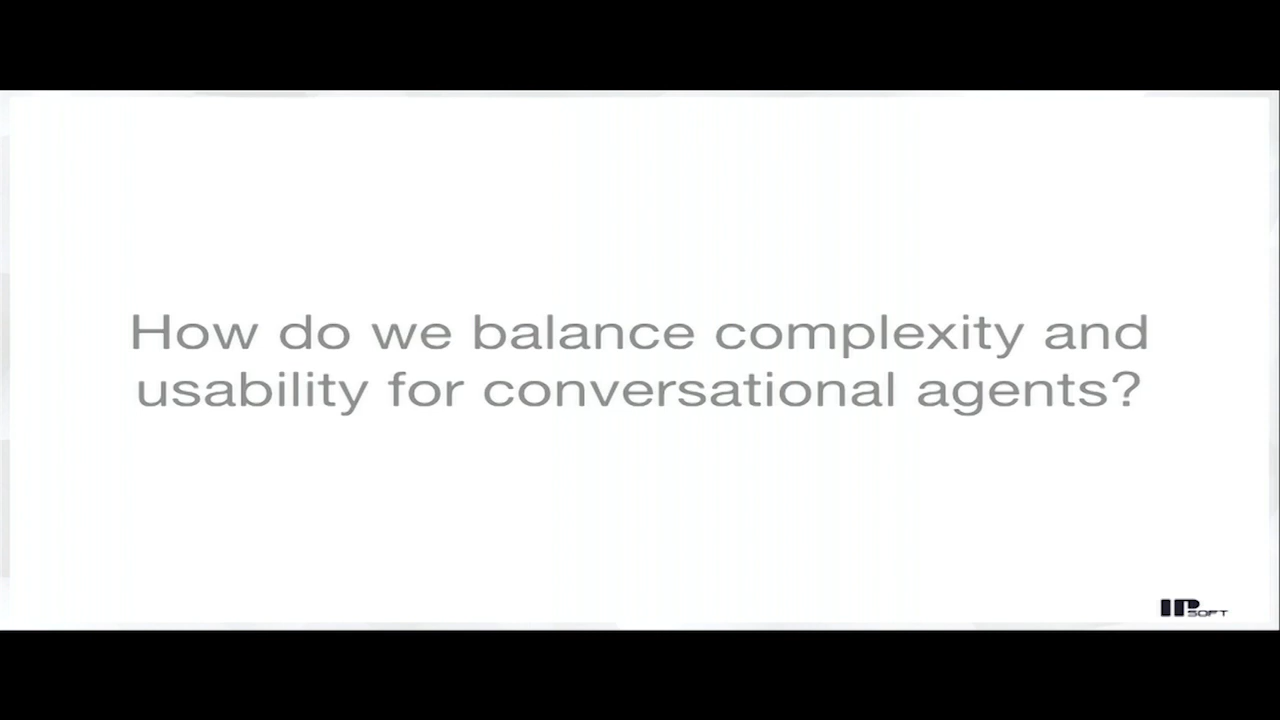 How do we balance complexity and
usability for conversational agents?
IPSOFT